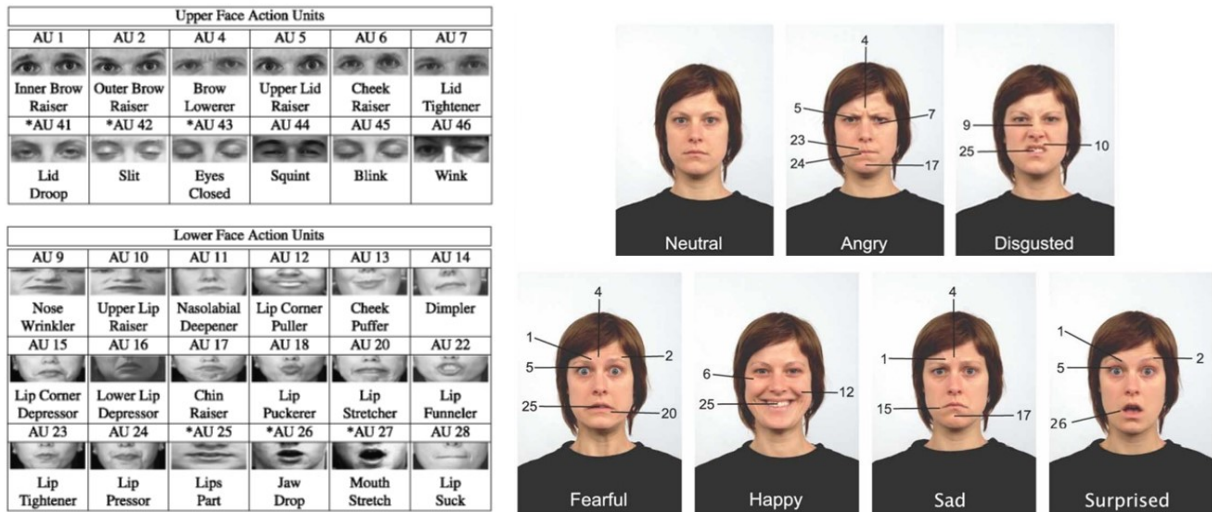 Upper Face Action Units
AU 1 AU 2 AU 4 AU 5 AU 6 AU 7
Inner Brow Outer Brow Brow Upper Lid Cheek Lid
Raiser Raiser Lowerer Raiser Raiser Tightener
*AU 41 *AU 42 *AU 43 AU 44 AU 45 AU 46
Lid Slit Eyes Squint Blink Wink
Droop Closed
Lower Face Action Units
AU 9 AU 10 AU 11 AU 12 AU 13 AU 14
Nose Upper Lip Nasolabial Lip Corner Cheek Dimpler
Wrinkler Raiser Deepener Puller Puffer
AU 15 AU 16 AU 17 AU 18 AU 20 AU 22
Lip Corner Lower Lip Chin Lip Lip Lip
Depressor Depressor Raiser Puckerer Stretcher Funneler
AU 23 AU 24 *AU 25 *AU 26 *AU 27 AU 28
Lip Lip Lips Jaw Mouth Lip
Tightener Pressor Part Drop Stretch Suck
4
5 7 9
23 10
24 17 25
Neutral Angry Disgusted
4 4
1 2 1 1 2
5 6 12 5
25 20 25 15 17 26
Fearful Happy Sad Surprised